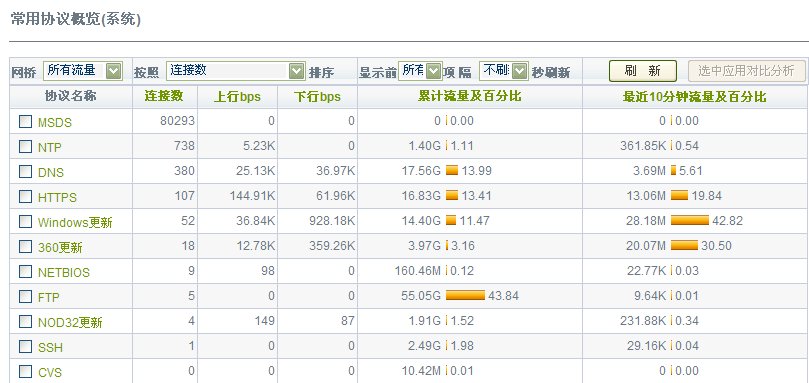 常用协议概览(系统)
网桥 所有流量 按照 连接数 排序 显示前 所有 项 隔 不刷 秒刷新 刷 新 选中应用对比分析
协议名称 连接数 上行bps 下行bps 累计流量及百分比 最近10分钟流量及百分比
MSDS 80293 0 0 0 0.00 0 0.00
NTP 738 5.23K 0 1.40G 1.11 361.85K 0.54
DNS 380 25.13K 36.97K 17.56G 13.99 3.69M 5.61
HTTPS 107 144.91K 61.96K 16.83G 13.41 13.06M 19.84
Windows更新 52 36.84K 928.18K 14.40G 11.47 28.18M 42.82
360更新 18 12.78K 359.26K 3.97G 3.16 20.07M 30.50
NETBIOS 9 98 0 160.46M 0.12 22.77K 0.03
FTP 5 0 0 55.05G 43.84 9.64K 0.01
NOD32更新 4 149 87 1.91G 1.52 231.88K 0.34
SSH 1 0 0 2.49G 1.98 29.16K 0.04
CVS 0 0 0 10.42M 0.01 0 0.00